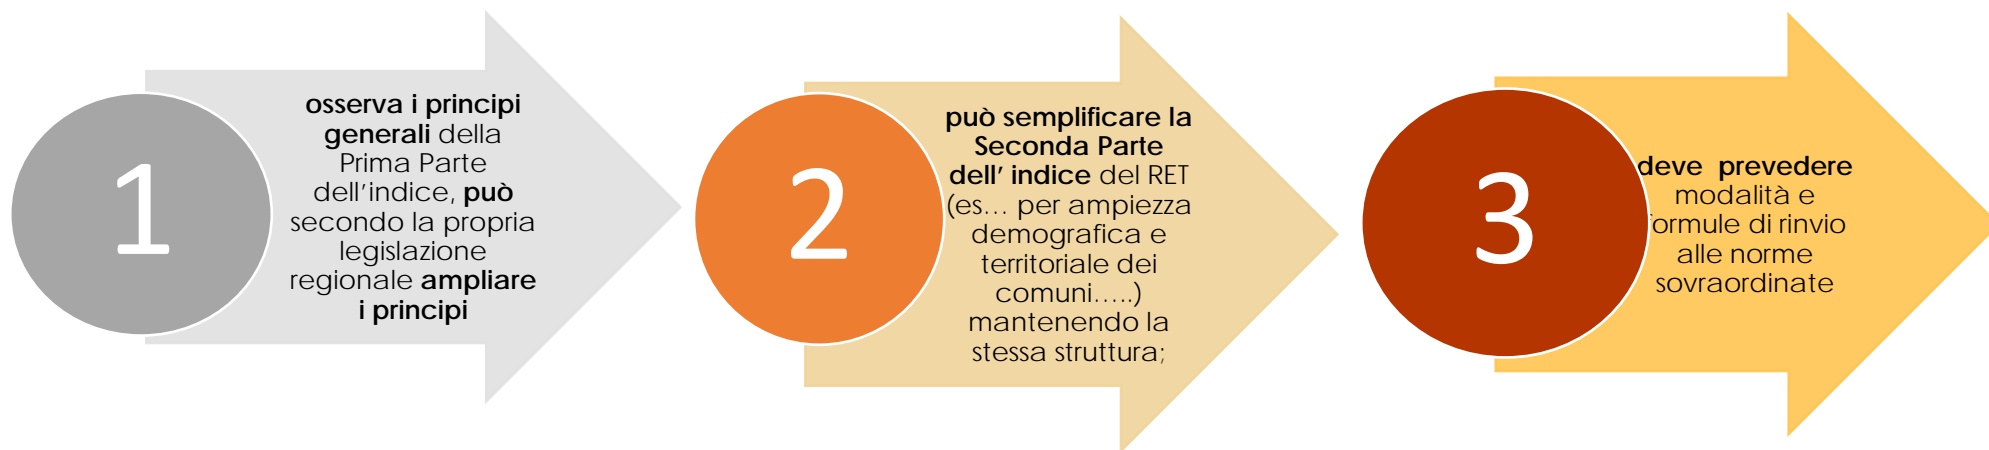 1
osserva i principi
generali della
Prima Parte
dell’indice, può
secondo la propria
legislazione
regionale ampliare
i principi
2
può semplificare la
Seconda Parte
dell’ indice del RET
(es… per ampiezza
demografica e
territoriale dei
comuni…..)
mantenendo la
stessa struttura;
3
deve prevedere
modalità e
ormule di rinvio
alle norme
sovraordinate